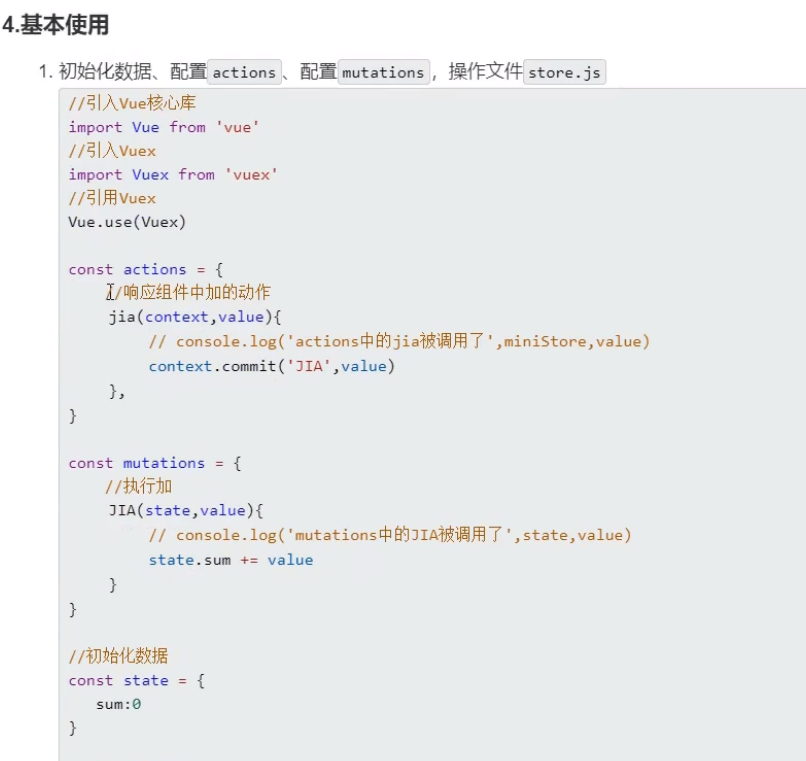 4.基本使用
1. 初始化数据、配置actions、配置mutations，操作文件store.js
//引入Vue核心库
import Vue from 'vue'
//引入Vuex
import Vuex from 'vuex'
//引用Vuex
Vue.use(Vuex)
const actions = {
//响应组件中加的动作
jia(context,value){
// console.log('actions中的jia被调用了',miniStore,value)
context.commit('JIA',value)
},
}
const mutations = {
//执行加
JIA(state,value){
// console.log('mutations中的JIA被调用了',state,value)
state.sum += value
}
}
//初始化数据
const state = {
sum:0
}